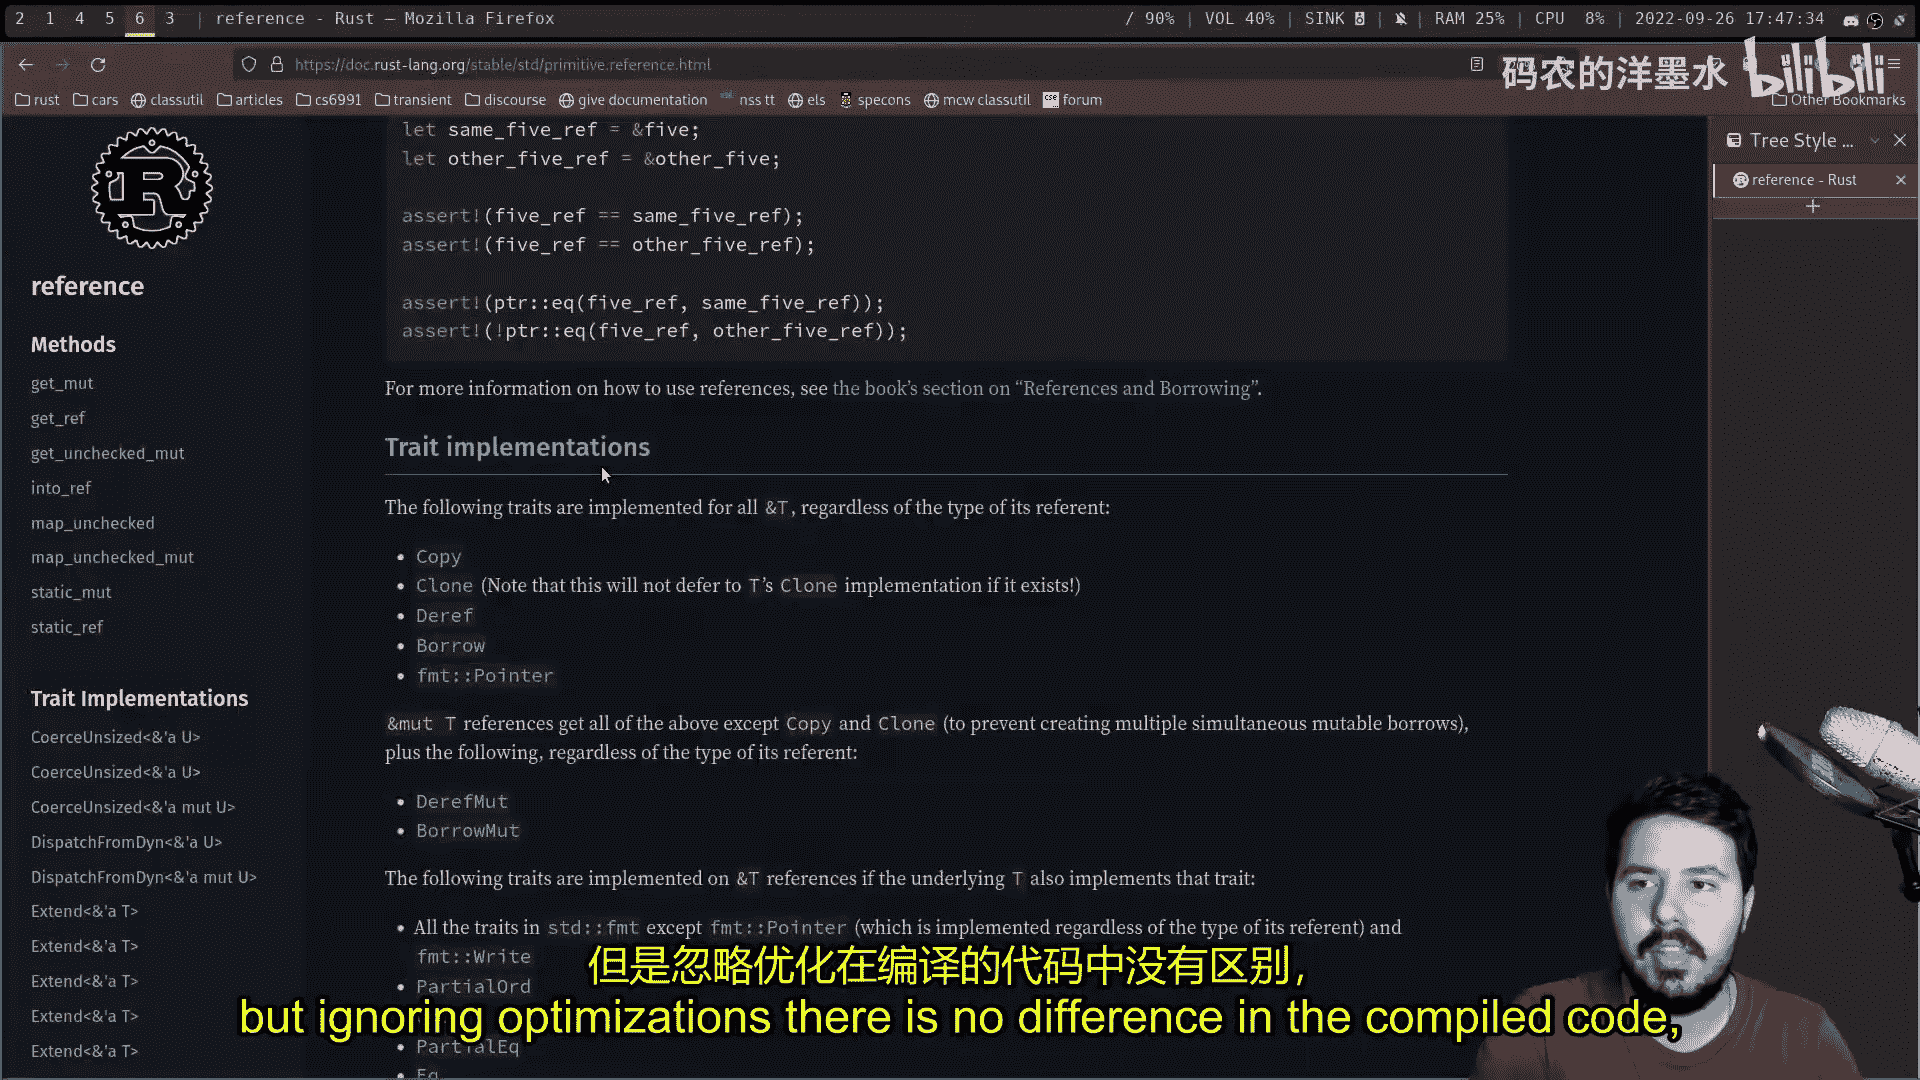 2 1 4 5 6 3 | reference - Rust — Mozilla Firefox
/ 90% | VOL 40% | SINK | RAM 25% | CPU 8% | 2022-09-26 17:47:34
https://doc.rust-lang.org/stable/std/primitive.reference.html
码农的洋墨水 bilibili
rust cars classutil articles cs6991 transient discourse give documentation nss tt els specons mcw classutil forum
Other Bookmarks
Tree Style ...
reference - Rust
reference
Methods
get_mut
get_ref
get_unchecked_mut
into_ref
map_unchecked
map_unchecked_mut
static_mut
static_ref
Trait Implementations
CoerceUnsized<&'a U>
CoerceUnsized<&'a U>
CoerceUnsized<&'a mut U>
DispatchFromDyn<&'a U>
DispatchFromDyn<&'a mut U>
Extend<&'a T>
Extend<&'a T>
Extend<&'a T>
Extend<&'a T>
Extend<&'a T>
let same_five_ref = &five;
let other_five_ref = &other_five;
assert!(five_ref == same_five_ref);
assert!(five_ref == other_five_ref);
assert!(ptr::eq(five_ref, same_five_ref));
assert!(!ptr::eq(five_ref, other_five_ref));
For more information on how to use references, see the book’s section on “References and Borrowing”.
Trait implementations
The following traits are implemented for all &T, regardless of the type of its referent:
• Copy
• Clone (Note that this will not defer to T’s Clone implementation if it exists!)
• Deref
• Borrow
• fmt::Pointer
&mut T references get all of the above except Copy and Clone (to prevent creating multiple simultaneous mutable borrows),
plus the following, regardless of the type of its referent:
• DerefMut
• BorrowMut
The following traits are implemented on &T references if the underlying T also implements that trait:
• All the traits in std::fmt except fmt::Pointer (which is implemented regardless of the type of its referent) and
fmt::Write
• PartialOrd
• PartialEq
• Eq
但是忽略优化在编译的代码中没有区别，
but ignoring optimizations there is no difference in the compiled code,